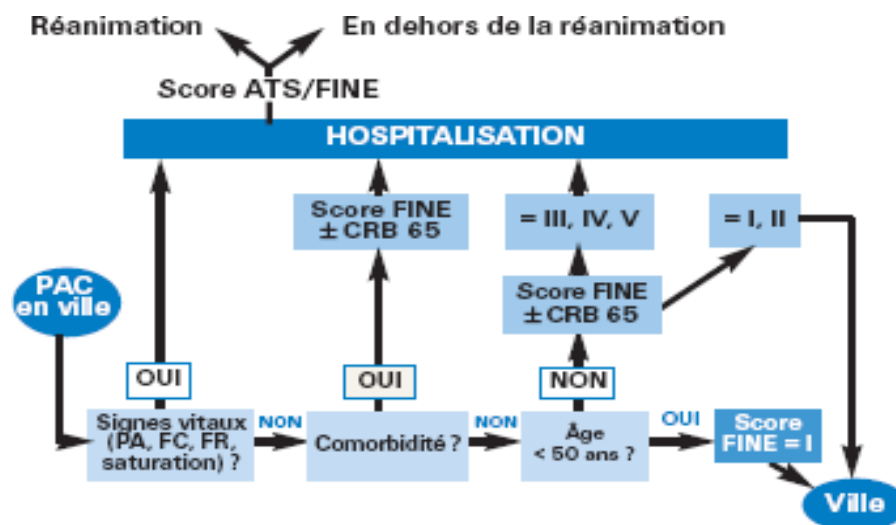 Réanimation
En dehors de la réanimation
Score ATS/FINE
HOSPITALISATION
Score FINE
± CRB 65
= III, IV, V
= I, II
PAC
en ville
Score FINE
± CRB 65
OUI
OUI
NON
Signes vitaux
(PA, FC, FR,
saturation) ?
NON
Comorbidité ?
NON
Âge
< 50 ans ?
OUI
Score
FINE = I
Ville